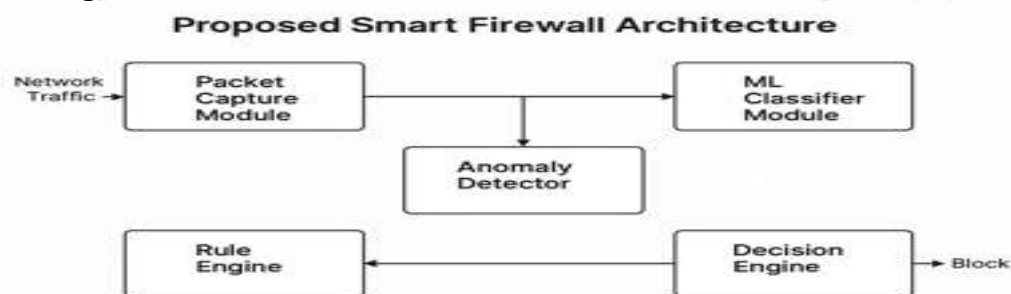 Proposed Smart Firewall Architecture
Network
Traffic
Packet
Capture
Module
ML
Classifier
Module
Anomaly
Detector
Rule
Engine
Decision
Engine
Block